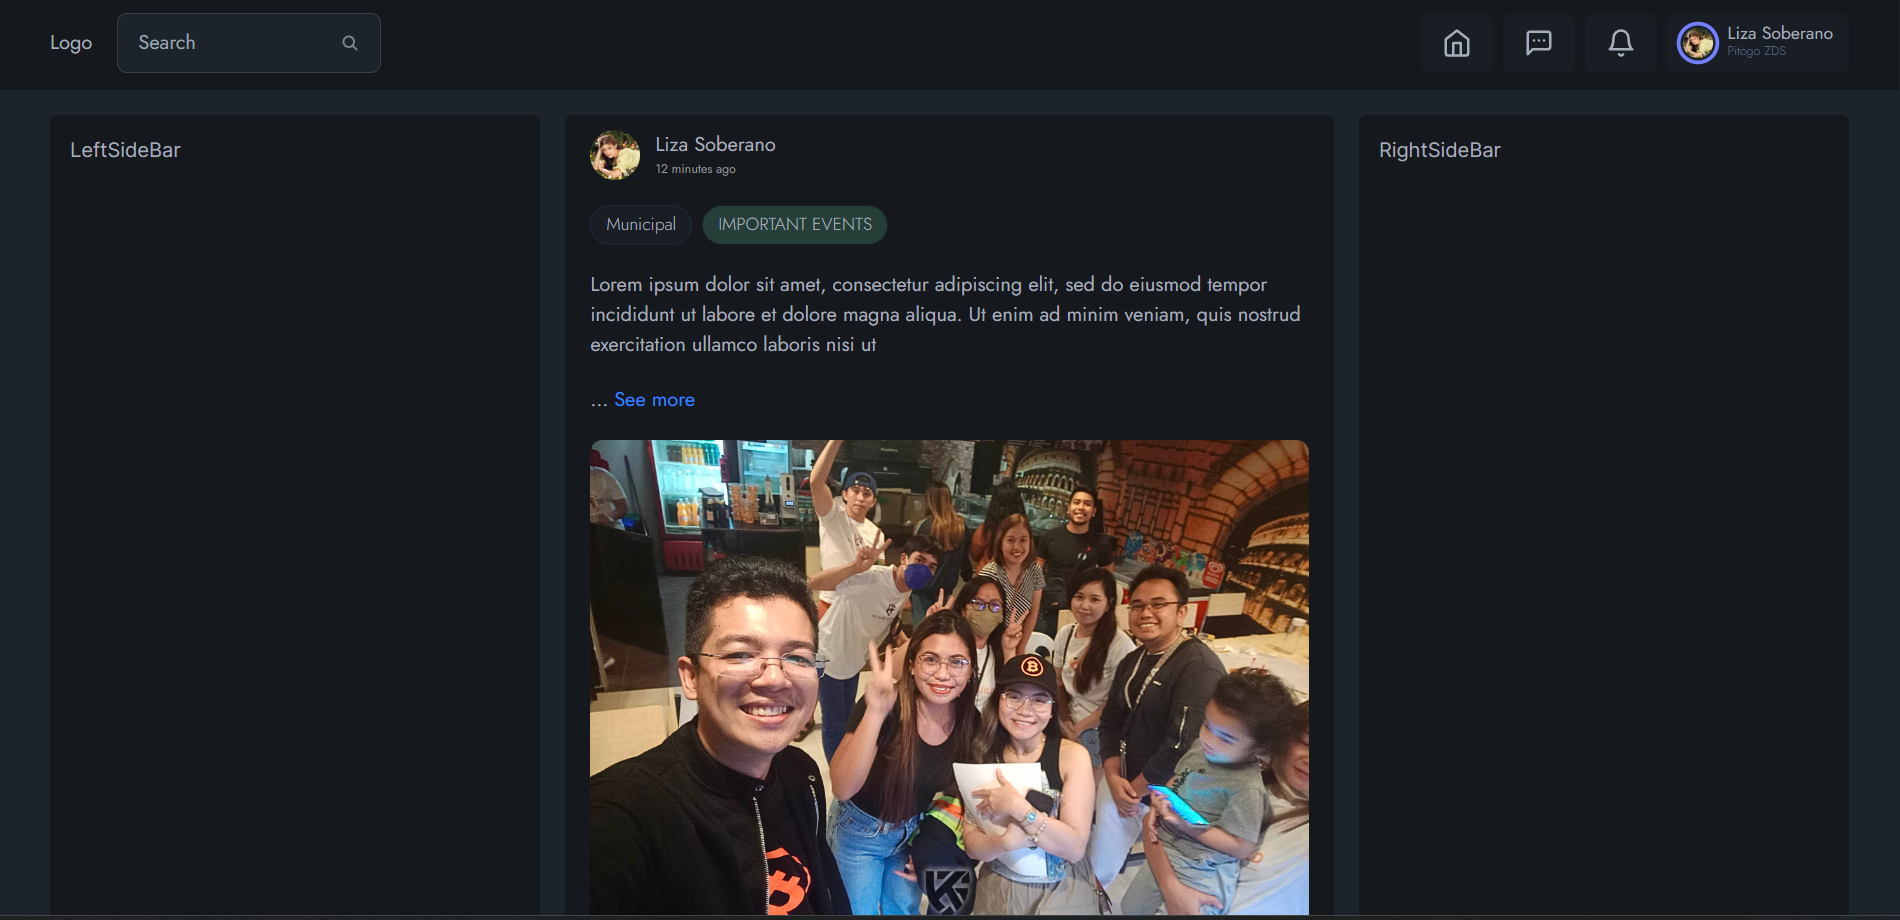 Logo
Search
Liza Soberano
Pitogo ZDS
LeftSideBar
Liza Soberano
12 minutes ago
Municipal
IMPORTANT EVENTS
Lorem ipsum dolor sit amet, consectetur adipiscing elit, sed do eiusmod tempor
incididunt ut labore et dolore magna aliqua. Ut enim ad minim veniam, quis nostrud
exercitation ullamco laboris nisi ut
... See more
RightSideBar